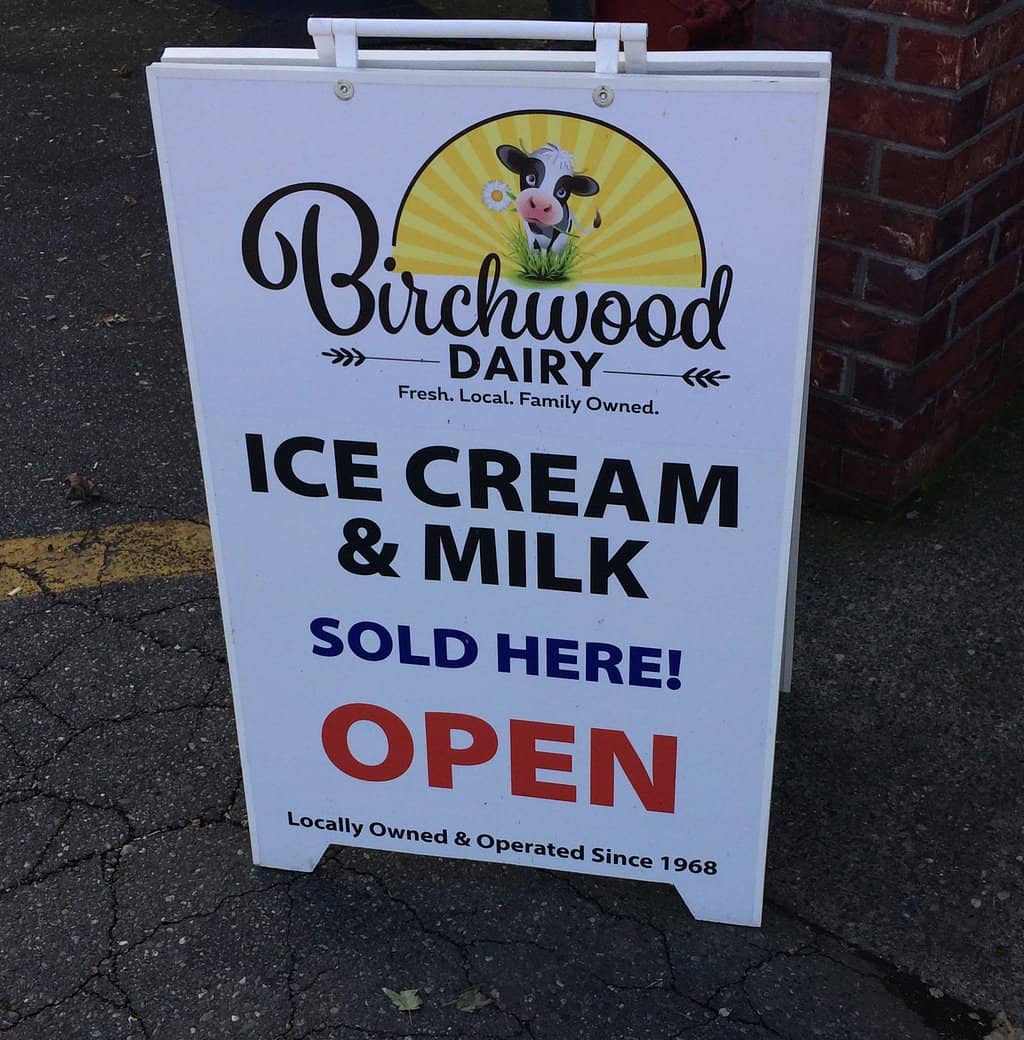 Birchwood
DAIRY
Fresh. Local. Family Owned.
ICE CREAM
& MILK
SOLD HERE!
OPEN
Locally Owned & Operated Since 1968